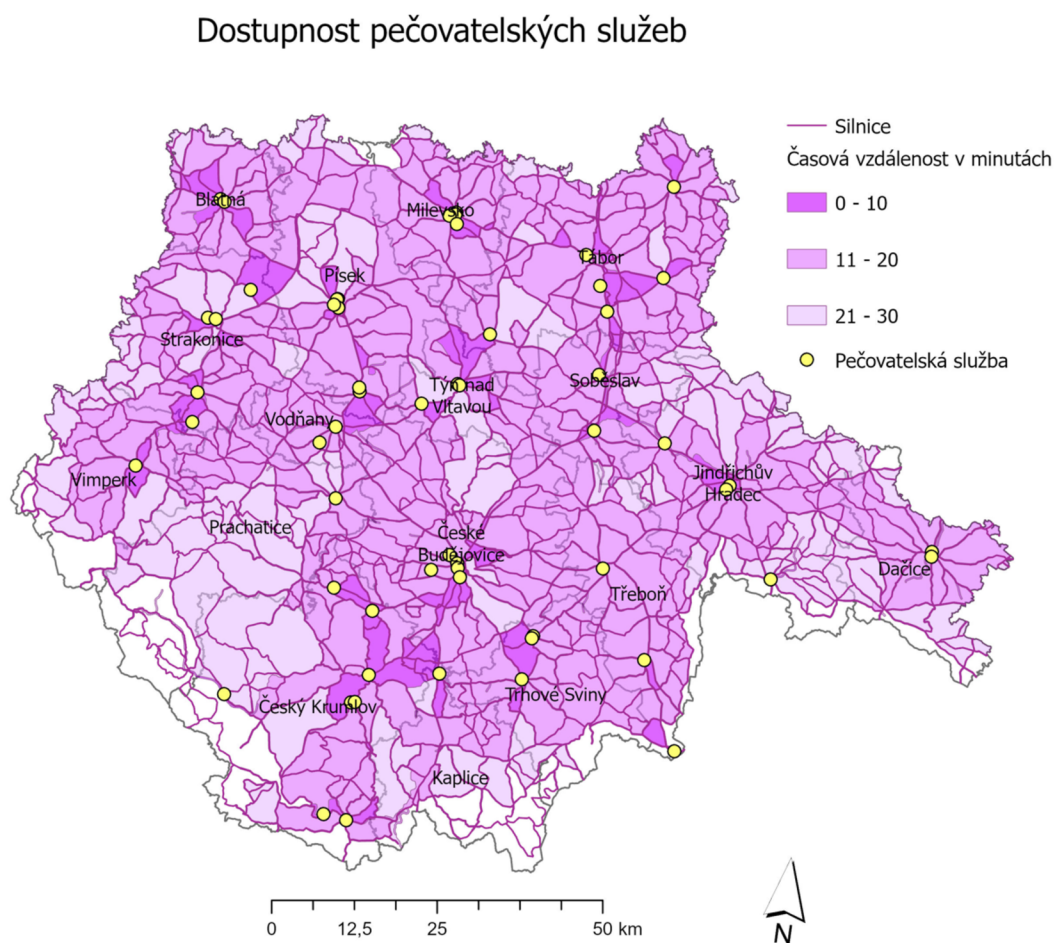 Dostupnost pečovatelských služeb
Silnice
Časová vzdálenost v minutách
0 - 10
11 - 20
21 - 30
Pečovatelská služba
Blatná
Milevsko
Tábor
Písek
Strakonice
Týn nad
Vltavou
Soběslav
Vodňany
Vimperk
Jindřichův
Hradec
Prachatice
České
Budějovice
Dačice
Třeboň
Trhové Sviny
Český Krumlov
Kaplice
0
12,5
25
50 km
N